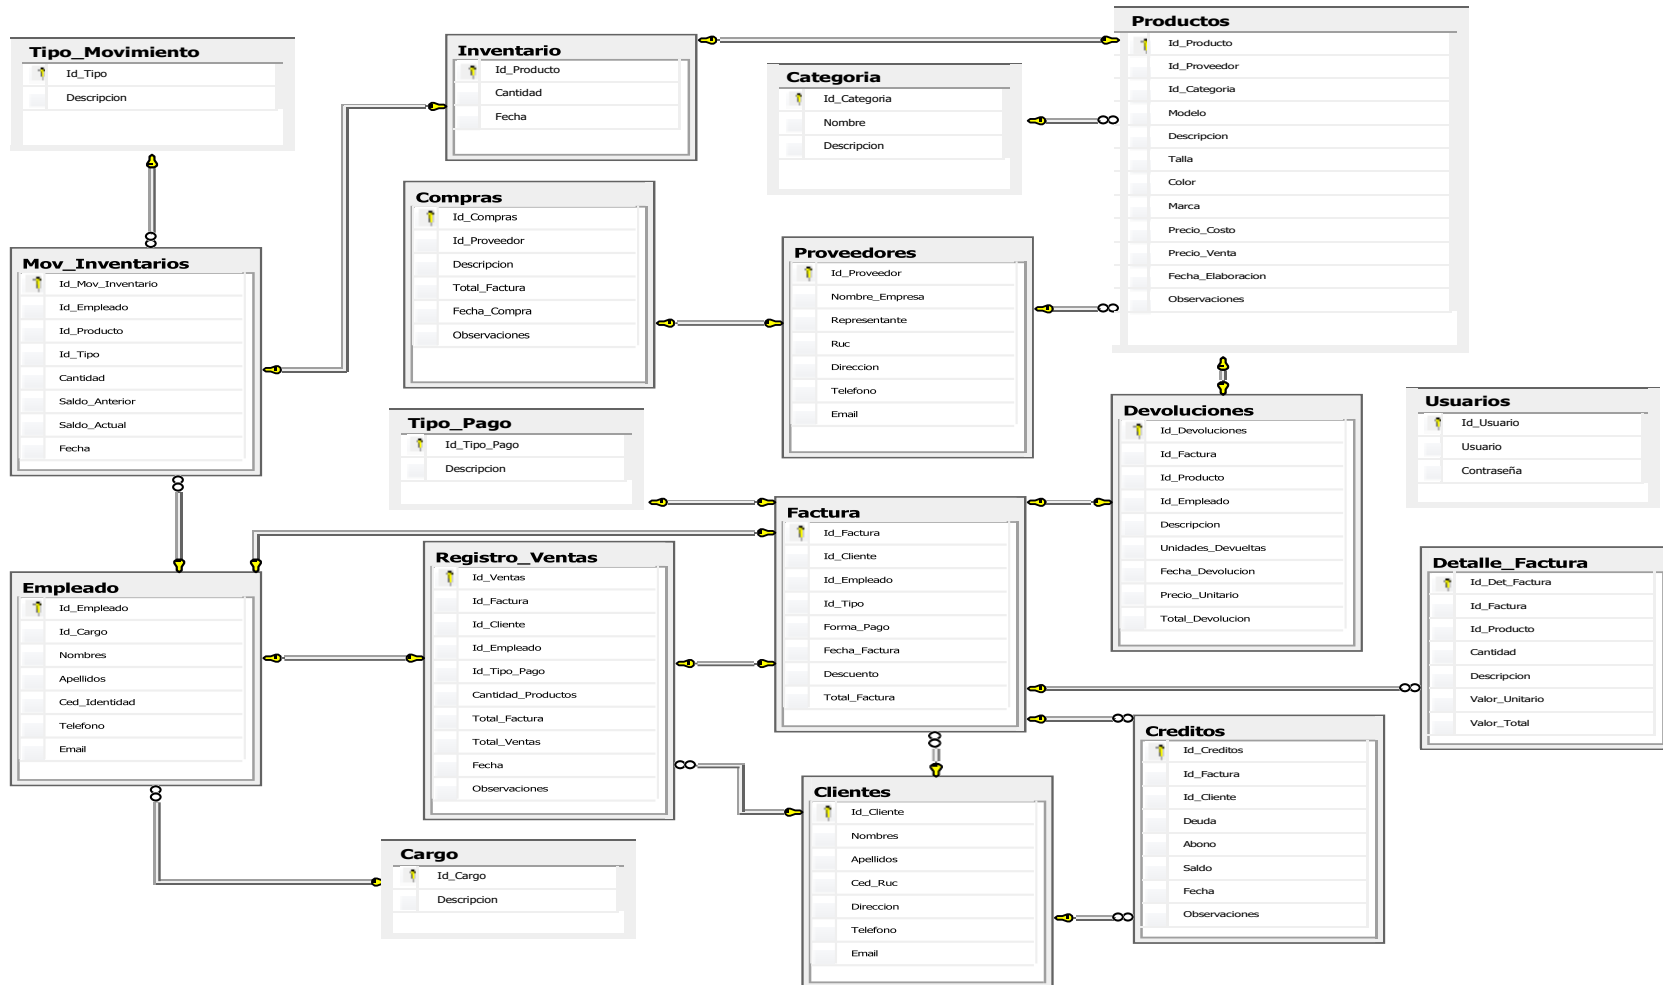 Tipo_Movimiento
Id_Tipo
Descripcion
Inventario
Id_Producto
Cantidad
Fecha
Categoria
Id_Categoria
Nombre
Descripcion
Productos
Id_Producto
Id_Proveedor
Id_Categoria
Modelo
Descripcion
Talla
Color
Marca
Precio_Costo
Precio_Venta
Fecha_Elaboracion
Observaciones
Compras
Id_Compras
Id_Proveedor
Descripcion
Total_Factura
Fecha_Compra
Observaciones
Proveedores
Id_Proveedor
Nombre_Empresa
Representante
Ruc
Direccion
Telefono
Email
Mov_Inventarios
Id_Mov_Inventario
Id_Empleado
Id_Producto
Id_Tipo
Cantidad
Saldo_Anterior
Saldo_Actual
Fecha
Tipo_Pago
Id_Tipo_Pago
Descripcion
Devoluciones
Id_Devoluciones
Id_Factura
Id_Producto
Id_Empleado
Descripcion
Unidades_Devueltas
Fecha_Devolucion
Precio_Unitario
Total_Devolucion
Usuarios
Id_Usuario
Usuario
Contraseña
Factura
Id_Factura
Id_Cliente
Id_Empleado
Id_Tipo
Forma_Pago
Fecha_Factura
Descuento
Total_Factura
Registro_Ventas
Id_Ventas
Id_Factura
Id_Cliente
Id_Empleado
Id_Tipo_Pago
Cantidad_Productos
Total_Factura
Total_Ventas
Fecha
Observaciones
Empleado
Id_Empleado
Id_Cargo
Nombres
Apellidos
Ced_Identidad
Telefono
Email
Detalle_Factura
Id_Det_Factura
Id_Factura
Id_Producto
Cantidad
Descripcion
Valor_Unitario
Valor_Total
Creditos
Id_Creditos
Id_Factura
Id_Cliente
Deuda
Abono
Saldo
Fecha
Observaciones
Clientes
Id_Cliente
Nombres
Apellidos
Ced_Ruc
Direccion
Telefono
Email
Cargo
Id_Cargo
Descripcion